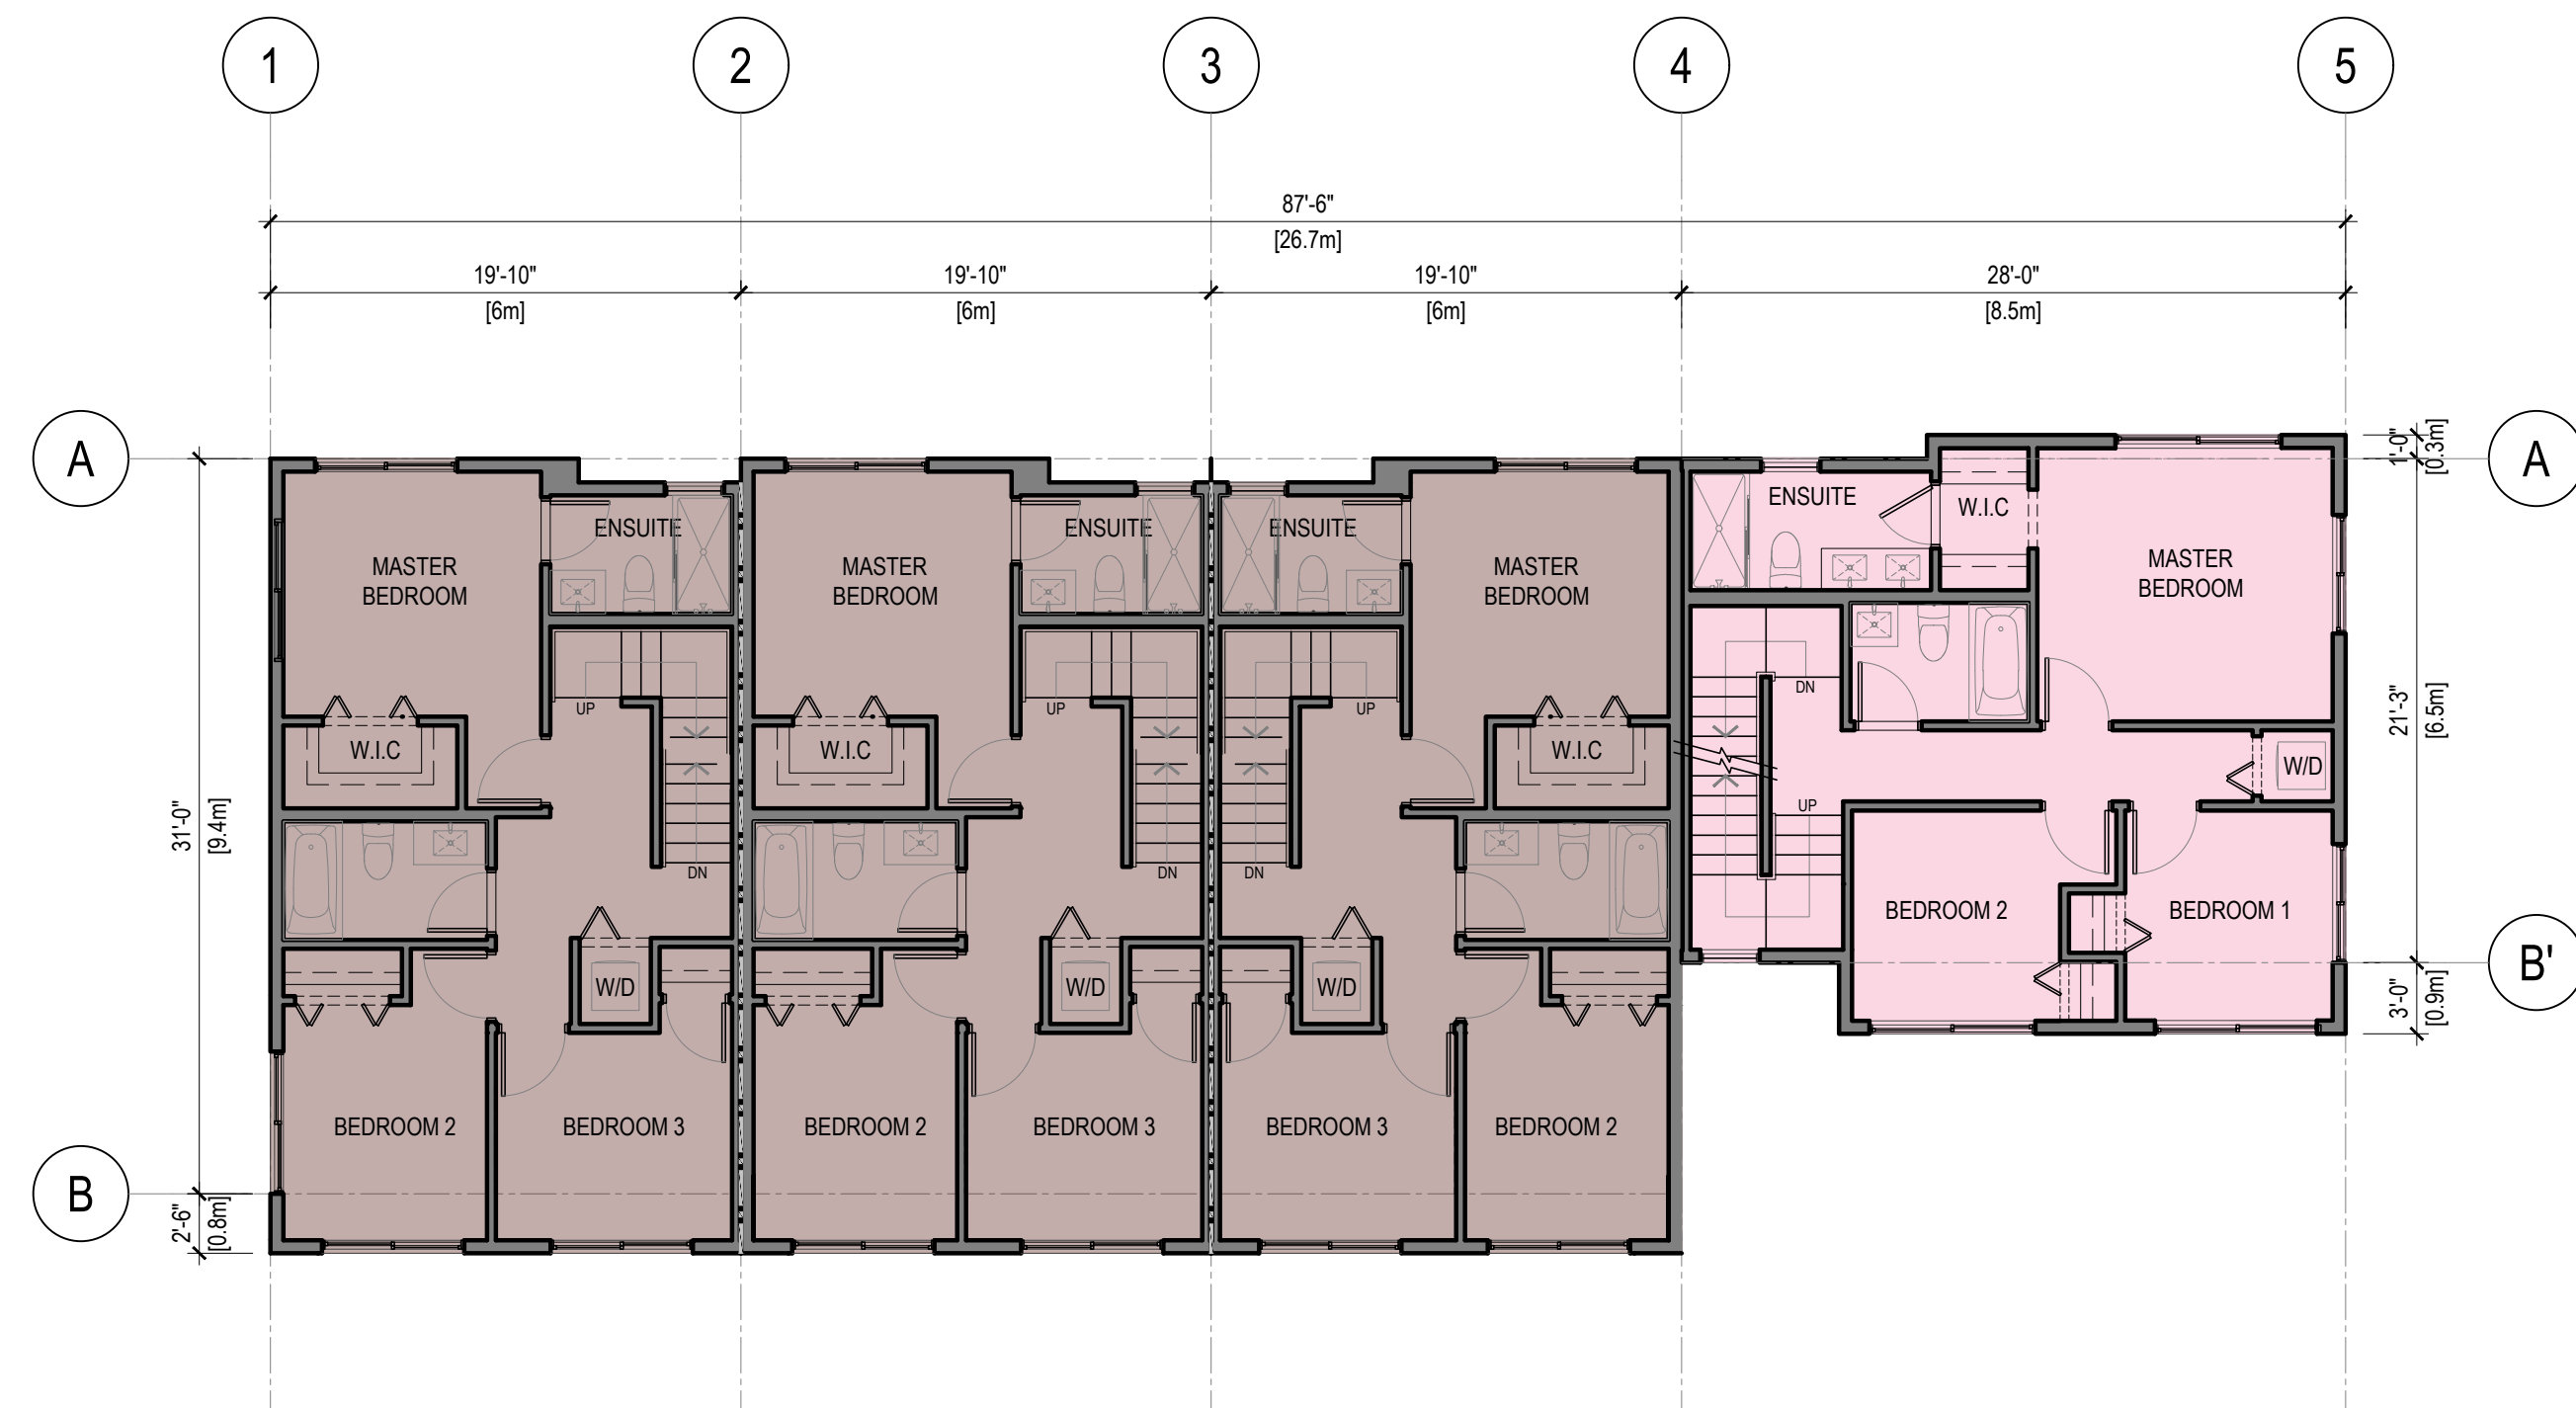 1 2 3 4 5
87'-6"
[26.7m]
19'-10" 19'-10" 19'-10" 28'-0"
[6m] [6m] [6m] [8.5m]
A A
1'-0"
[0.3m]
ENSUITE ENSUITE ENSUITE ENSUITE W.I.C
MASTER
BEDROOM
MASTER
BEDROOM
MASTER
BEDROOM
MASTER
BEDROOM
DN
UP UP UP
21'-3"
[6.5m]
W.I.C W.I.C W.I.C W/D
UP
31'-0"
[9.4m]
DN DN DN
BEDROOM 2 BEDROOM 1
B'
W/D W/D W/D
3'-0"
[0.9m]
BEDROOM 2 BEDROOM 3 BEDROOM 2 BEDROOM 3 BEDROOM 3 BEDROOM 2
B
2'-6"
[0.8m]